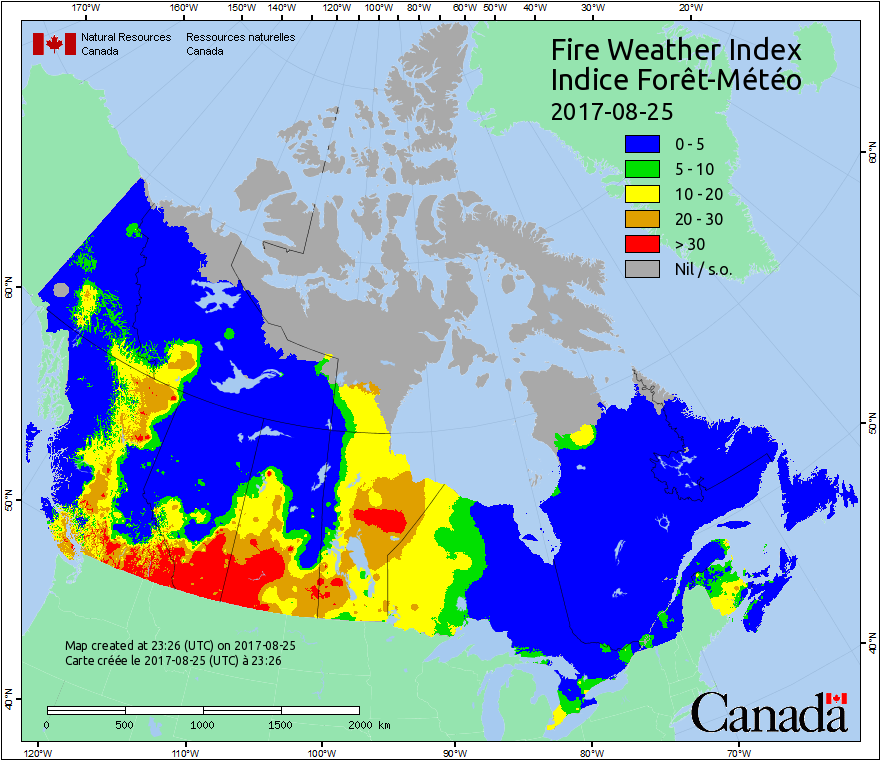 170°W 160°W 150°W 140°W 130°W 120°W 110°W 100°W 90°W 80°W 70°W 60°W 50°W 40°W 30°W 20°W
Natural Resources Ressources naturelles
Canada Canada
Fire Weather Index
Indice Forêt-Météo
2017-08-25
0 - 5
5 - 10
10 - 20
20 - 30
> 30
Nil / s.o.
60°N
60°N
50°N
50°N
40°N
40°N
Map created at 23:26 (UTC) on 2017-08-25
Carte créée le 2017-08-25 (UTC) à 23:26
0 500 1000 1500 2000 km
Canada
120°W 110°W 100°W 90°W 80°W 70°W